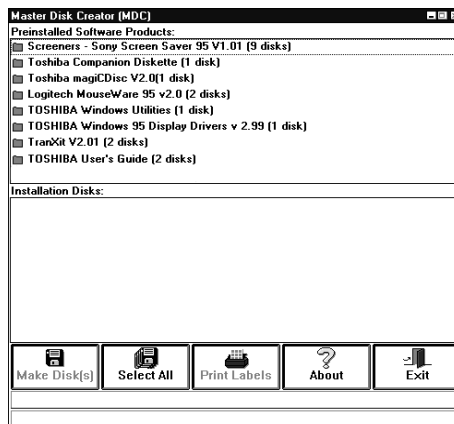 Master Disk Creator (MDC)
Preinstalled Software Products:
Screeners - Sony Screen Saver 95 V1.01 (9 disks)
Toshiba Companion Diskette (1 disk)
Toshiba magiCDisc V2.0(1 disk)
Logitech MouseWare 95 v2.0 (2 disks)
TOSHIBA Windows Utilities (1 disk)
TOSHIBA Windows 95 Display Drivers v 2.99 (1 disk)
TranXit V2.01 (2 disks)
TOSHIBA User's Guide (2 disks)
Installation Disks:
Make Disk(s) Select All Print Labels About Exit